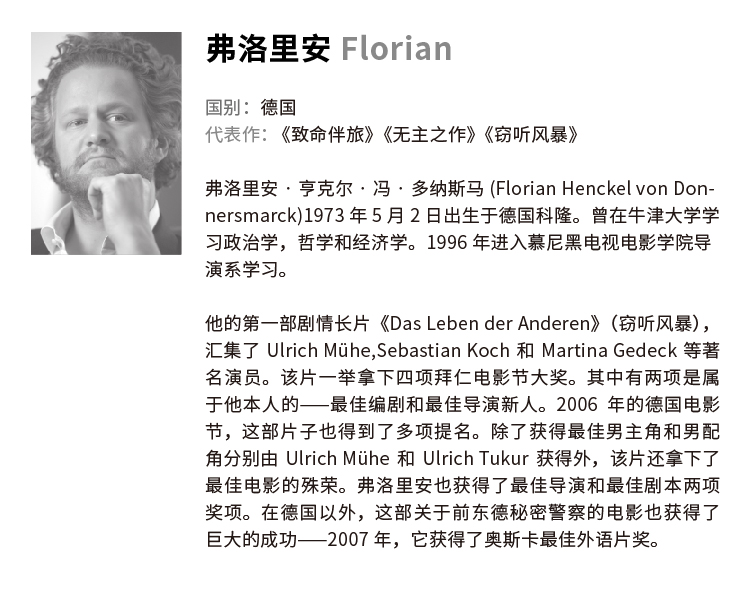 弗洛里安 Florian
国别：德国
代表作：《致命伴旅》《无主之作》《窃听风暴》
弗洛里安 · 亨克尔 · 冯 · 多纳斯马 (Florian Henckel von Don-
nersmarck)1973 年 5 月 2 日出生于德国科隆。曾在牛津大学学
习政治学，哲学和经济学。1996 年进入慕尼黑电视电影学院导
演系学习。
他的第一部剧情长片《Das Leben der Anderen》（窃听风暴），
汇集了 Ulrich Mühe,Sebastian Koch 和 Martina Gedeck 等著
名演员。该片一举拿下四项拜仁电影节大奖。其中有两项是属
于他本人的——最佳编剧和最佳导演新人。2006 年的德国电影
节，这部片子也得到了多项提名。除了获得最佳男主角和男配
角分别由 Ulrich Mühe 和 Ulrich Tukur 获得外，该片还拿下了
最佳电影的殊荣。弗洛里安也获得了最佳导演和最佳剧本两项
奖项。在德国以外，这部关于前东德秘密警察的电影也获得了
巨大的成功——2007 年，它获得了奥斯卡最佳外语片奖。